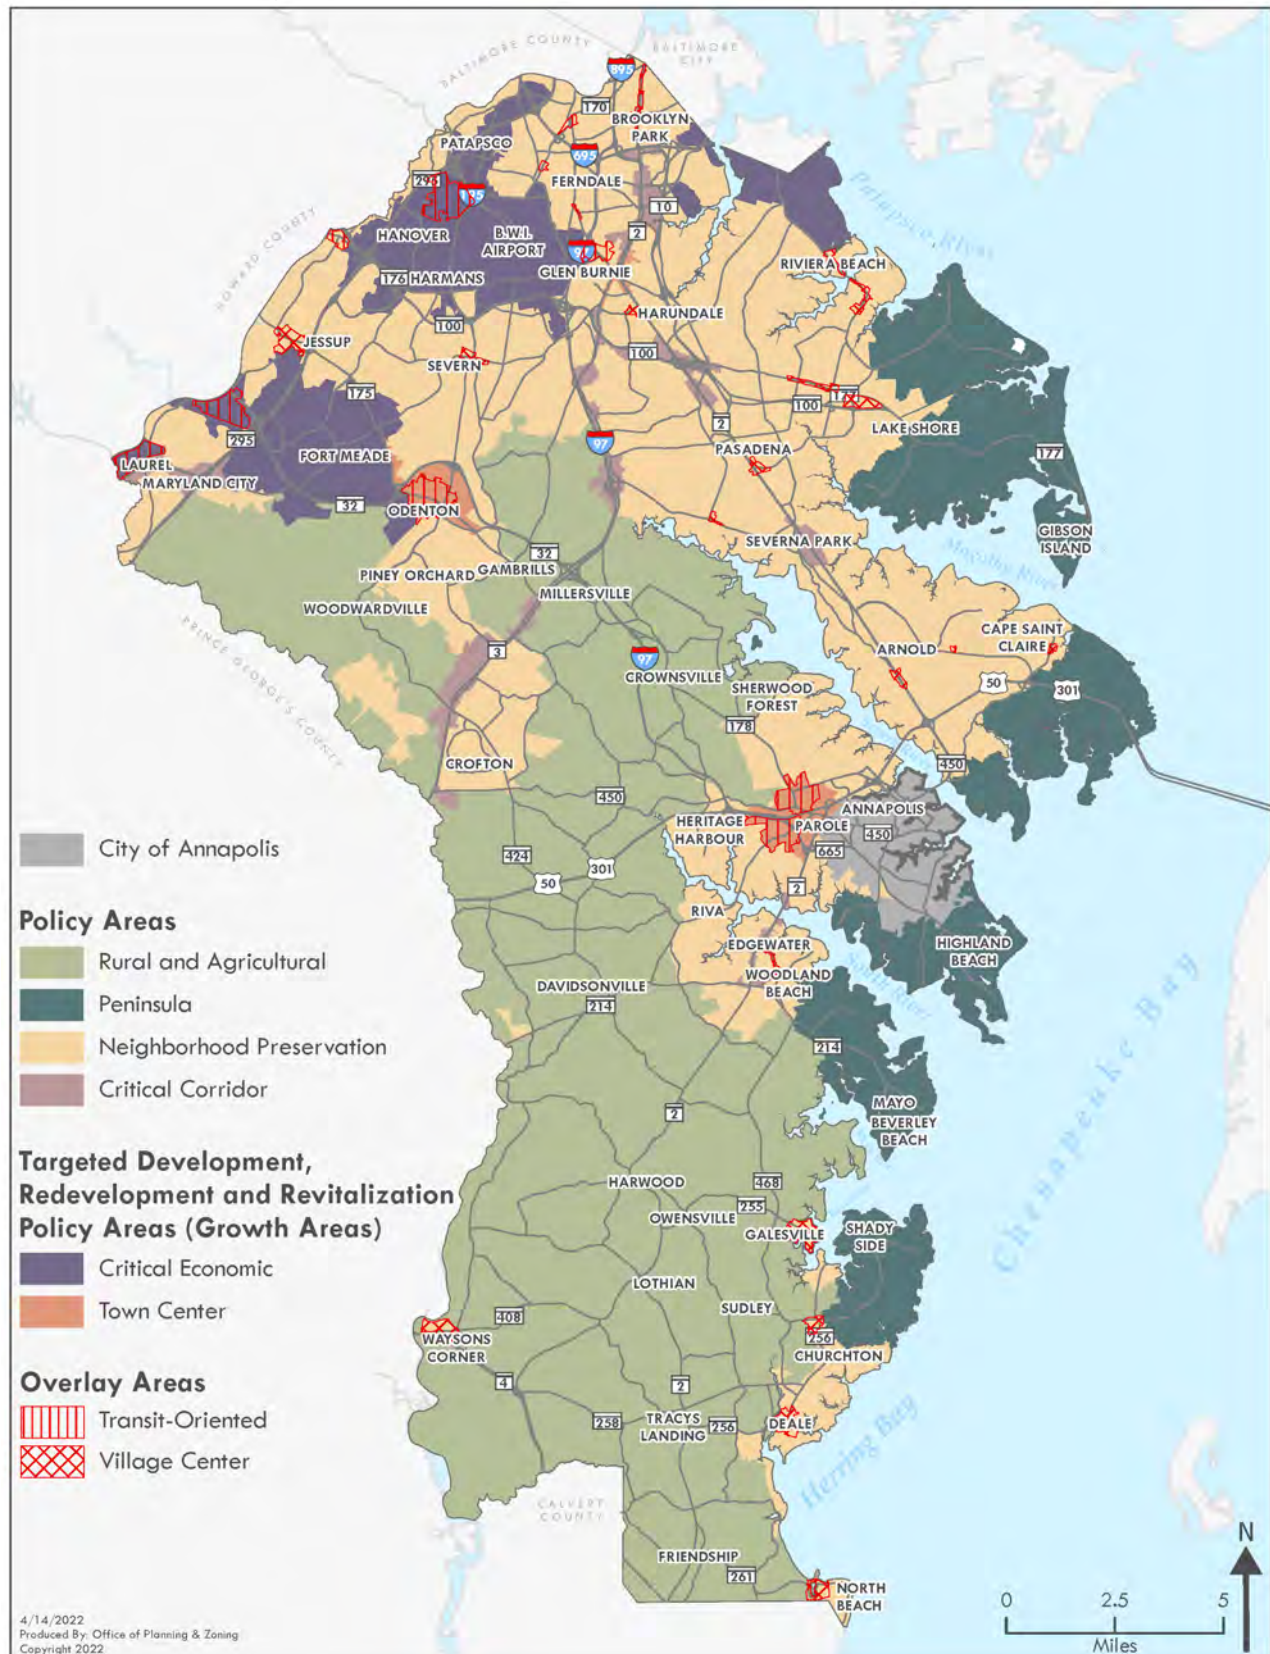 BALTIMORE COUNTY
BALTIMORE
CITY
895
170
BROOKLYN
PARK
PATAPSCO
695
FERNDALE
295
195
10
Patapsco River
HANOVER
B.W.I.
AIRPORT
2
HOWARD COUNTY
97
GLEN BURNIE
RIVIERA BEACH
176
HARMANS
HARUNDALE
100
JESSUP
SEVERN
100
175
177
100
295
2
LAKE SHORE
LAUREL
FORT MEADE
97
PASADENA
177
MARYLAND CITY
32
ODENTON
GIBSON
ISLAND
SEVERNA PARK
32
Magothy River
PINEY ORCHARD
GAMBRILLS
MILLERSVILLE
WOODWARDVILLE
CAPE SAINT
CLAIRE
PRINCE GEORGE'S COUNTY
3
97
ARNOLD
CROWNSVILLE
50
301
SHERWOOD
FOREST
178
CROFTON
450
450
ANNAPOLIS
HERITAGE
HARBOUR
PAROLE
450
424
665
301
50
2
RIVA
EDGEWATER
HIGHLAND
BEACH
WOODLAND
BEACH
South River
DAVIDSONVILLE
214
214
MAYO
BEVERLEY
BEACH
2
Chesapeake Bay
HARWOOD
468
255
OWENSVILLE
GALESVILLE
SHADY
SIDE
LOTHIAN
SUDLEY
408
WAYSONS
CORNER
256
CHURCHTON
4
2
258
TRACYS
LANDING
256
DEALE
Herring Bay
CALVERT
COUNTY
FRIENDSHIP
261
NORTH
BEACH
City of Annapolis
Policy Areas
Rural and Agricultural
Peninsula
Neighborhood Preservation
Critical Corridor
Targeted Development,
Redevelopment and Revitalization
Policy Areas (Growth Areas)
Critical Economic
Town Center
Overlay Areas
Transit-Oriented
Village Center
N
0 2.5 5
Miles
4/14/2022
Produced By: Office of Planning & Zoning
Copyright 2022